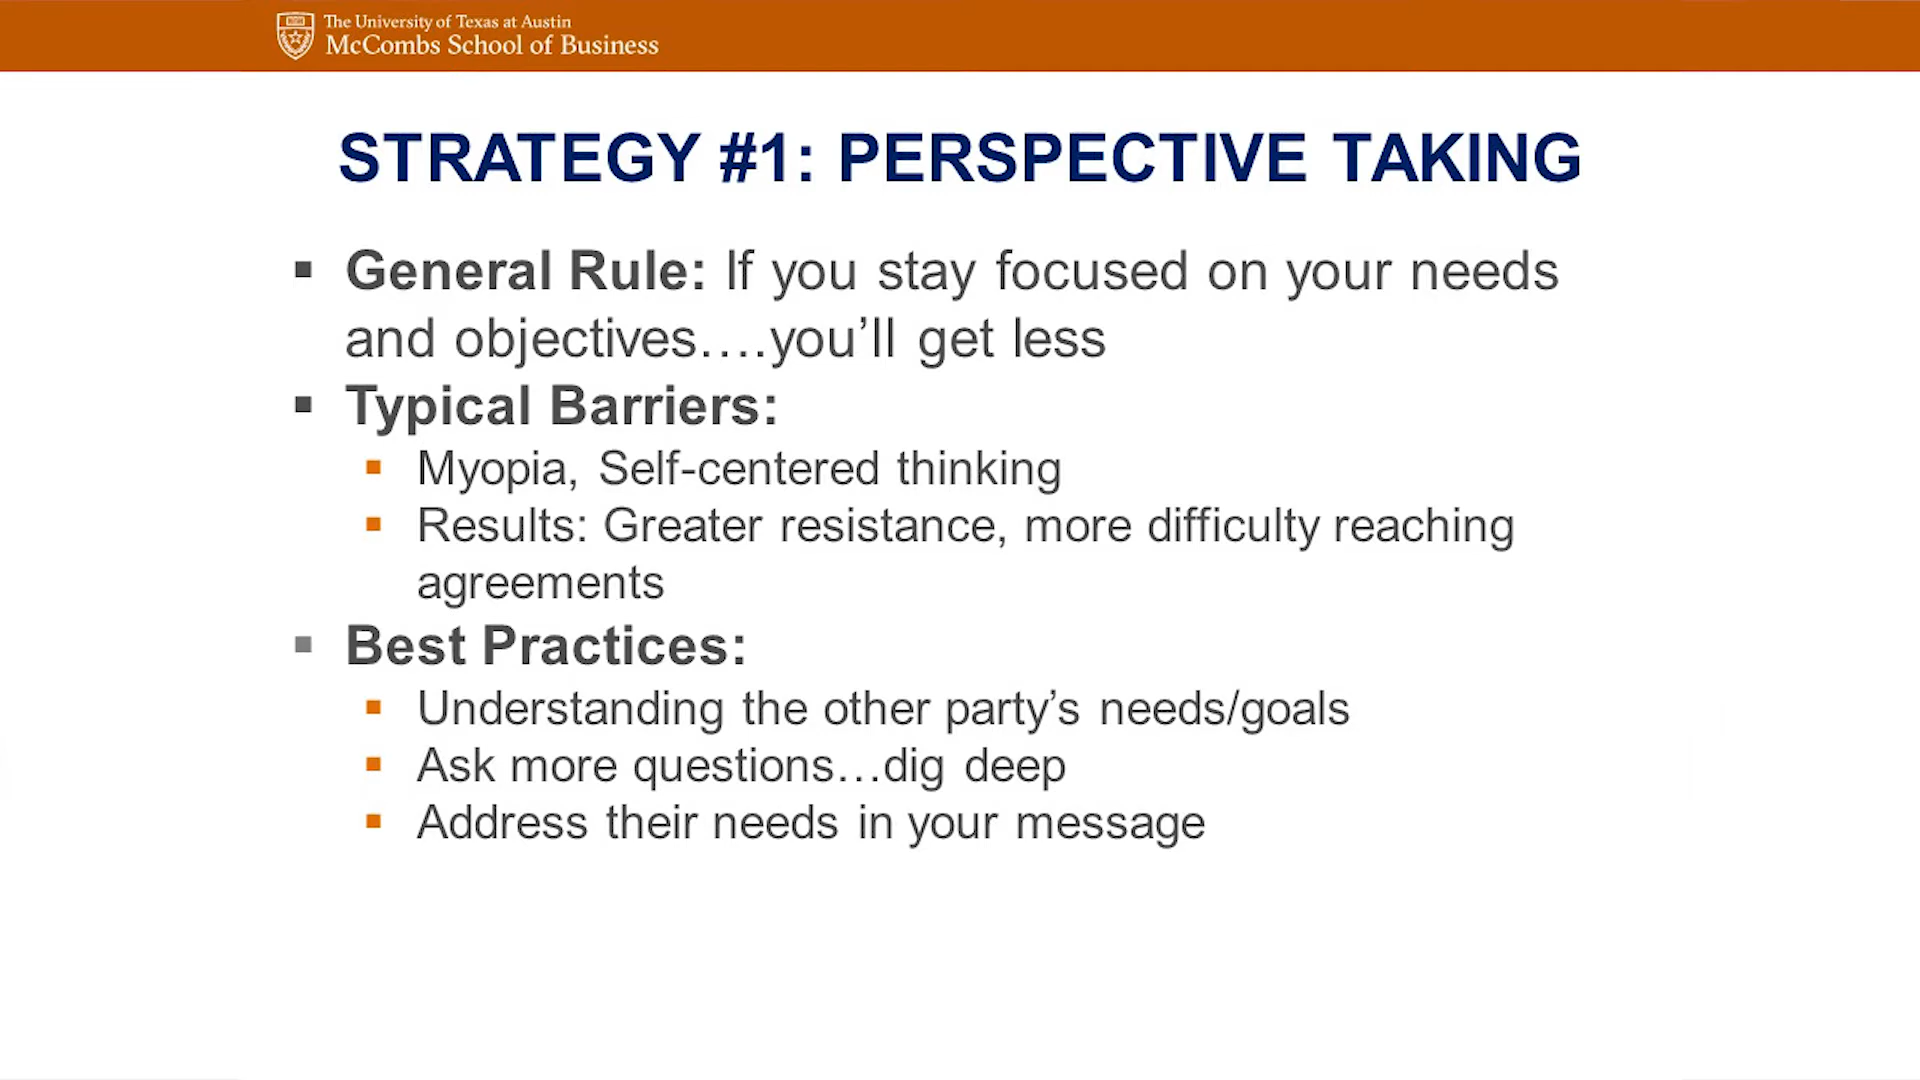 The University of Texas at Austin
McCombs School of Business
STRATEGY #1: PERSPECTIVE TAKING
▪ General Rule: If you stay focused on your needs
and objectives….you’ll get less
▪ Typical Barriers:
▪ Myopia, Self-centered thinking
▪ Results: Greater resistance, more difficulty reaching
agreements
▪ Best Practices:
▪ Understanding the other party’s needs/goals
▪ Ask more questions…dig deep
▪ Address their needs in your message